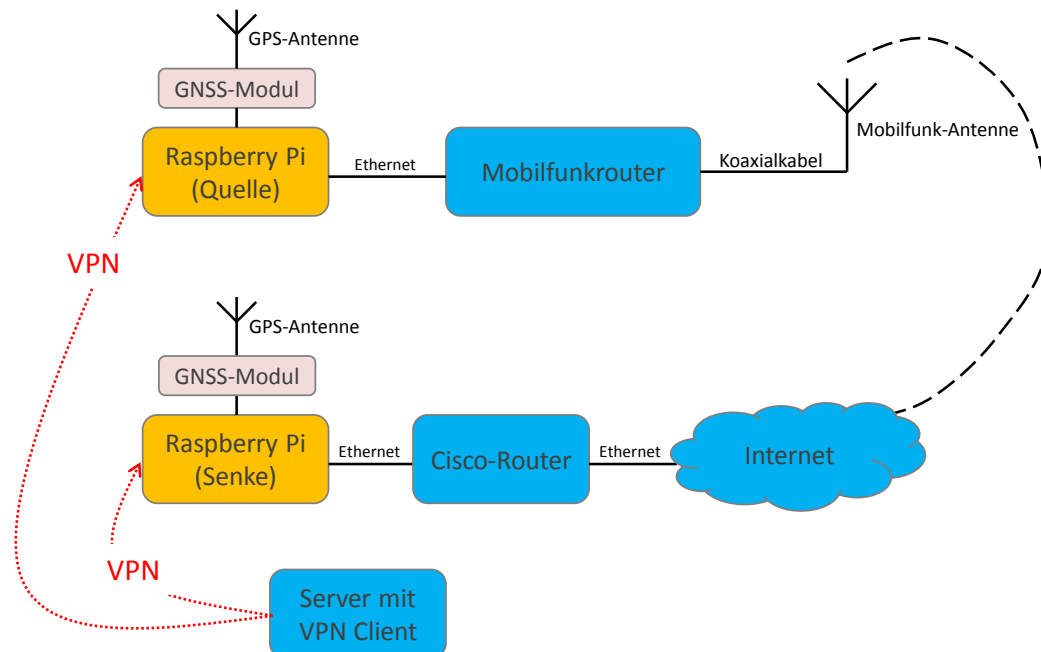 GPS-Antenne
GNSS-Modul
Raspberry Pi
(Quelle)
Ethernet
Mobilfunkrouter
Koaxialkabel
Mobilfunk-Antenne
VPN
GPS-Antenne
GNSS-Modul
Raspberry Pi
(Senke)
Ethernet
Cisco-Router
Ethernet
Internet
VPN
Server mit
VPN Client